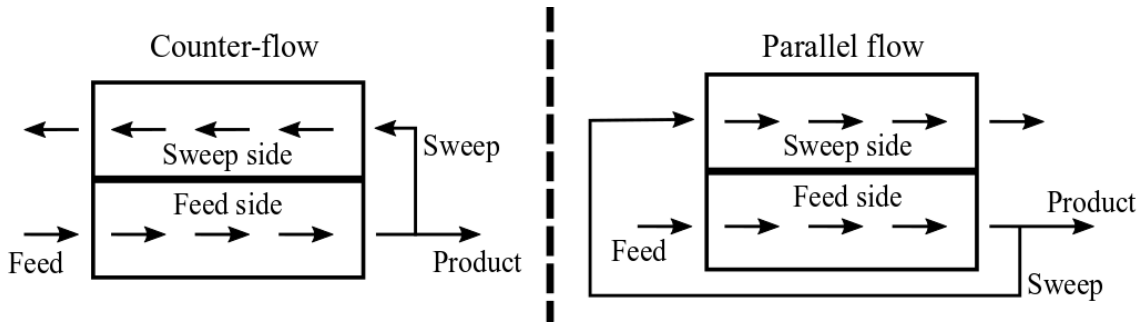 Counter-flow
Sweep side
Sweep
Feed side
Feed
Product
Parallel flow
Sweep side
Feed side
Product
Feed
Sweep